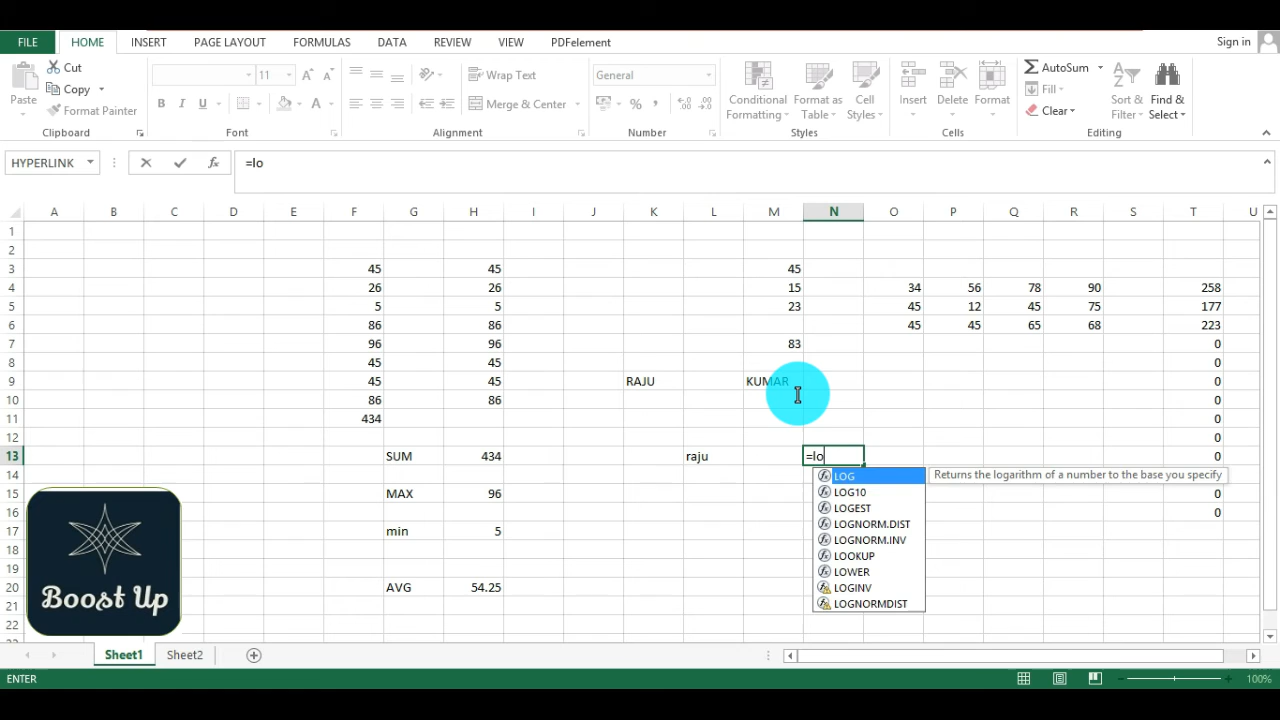 FILE HOME INSERT PAGE LAYOUT FORMULAS DATA REVIEW VIEW PDFelement Sign in
Cut
Copy
Format Painter
Paste
11
Wrap Text
Merge & Center
General
Conditional Formatting
Format as Table
Cell Styles
Insert
Delete
Format
AutoSum
Fill
Clear
Sort & Filter
Find & Select
Clipboard Font Alignment Number Styles Cells Editing
HYPERLINK fx =lo
A B C D E F G H I J K L M N O P Q R S T U
1
2
3 45 45 45
4 26 26 15 34 56 78 90 258
5 5 5 23 45 12 45 75 177
6 86 86 45 45 65 68 223
7 96 96 83 0
8 45 45 0
9 45 45 RAJU KUMAR 0
10 86 86 0
11 434 0
12 0
13 SUM 434 raju =lo 0
14 LOG Returns the logarithm of a number to the base you specify
15 MAX 96 LOG10 0
16 LOGEST 0
17 min 5 LOGNORM.DIST
18 LOGNORM.INV
19 LOOKUP
20 AVG 54.25 LOWER
21 LOGINV
22 LOGNORMDIST
Boost Up
Sheet1 Sheet2
ENTER 100%